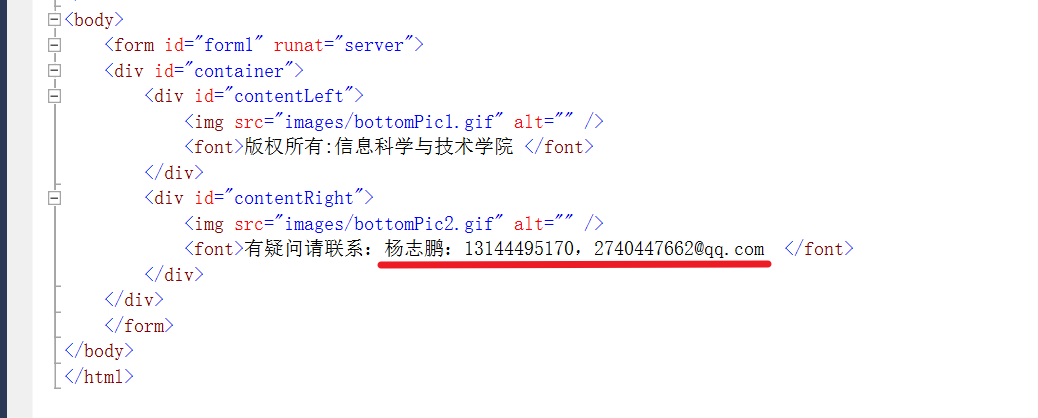 <body>
<form id="form1" runat="server">
<div id="container">
<div id="contentLeft">
<img src="images/bottomPic1.gif" alt="" />
<font>版权所有:信息科学与技术学院 </font>
</div>
<div id="contentRight">
<img src="images/bottomPic2.gif" alt="" />
<font>有疑问请联系：杨志鹏：13144495170，2740447662@qq.com  </font>
</div>
</div>
</form>
</body>
</html>